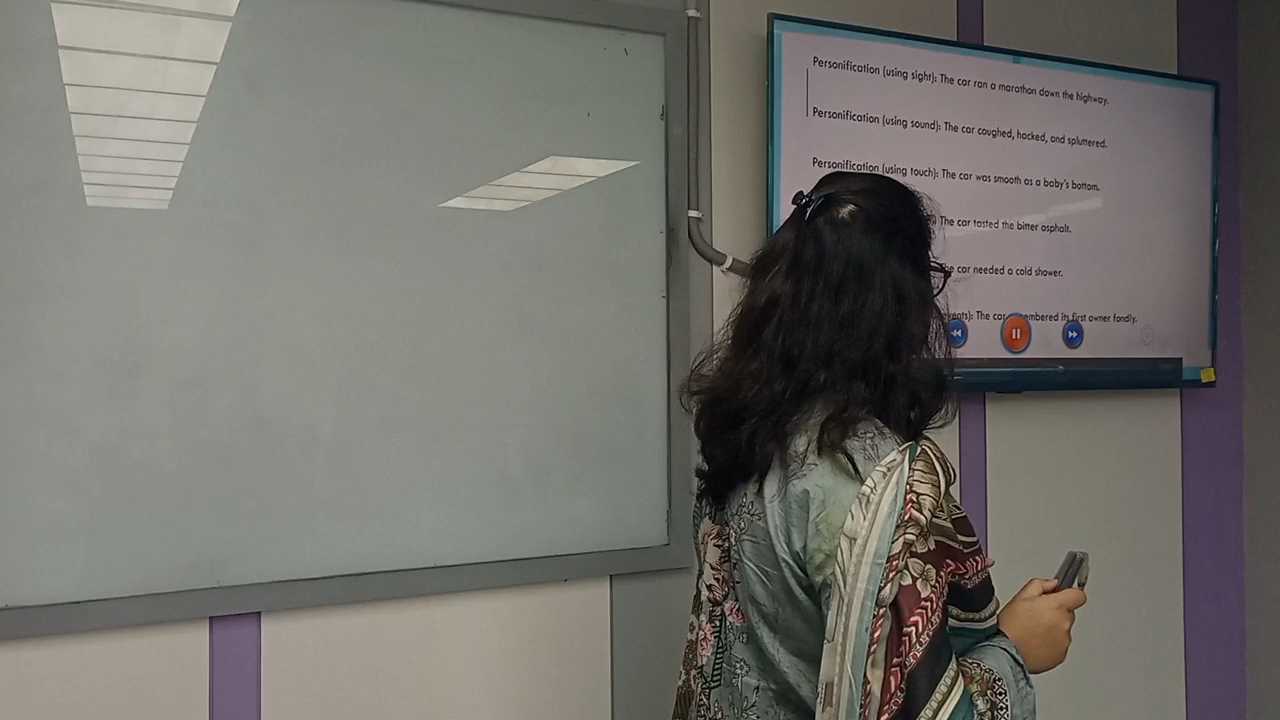 Personification (using sight): The car ran a marathon down the highway.
Personification (using sound): The car coughed, hacked, and spluttered.
Personification (using touch): The car was smooth as a baby's bottom.
The car tasted the bitter asphalt.
The car needed a cold shower.
The car its first owner fondly.